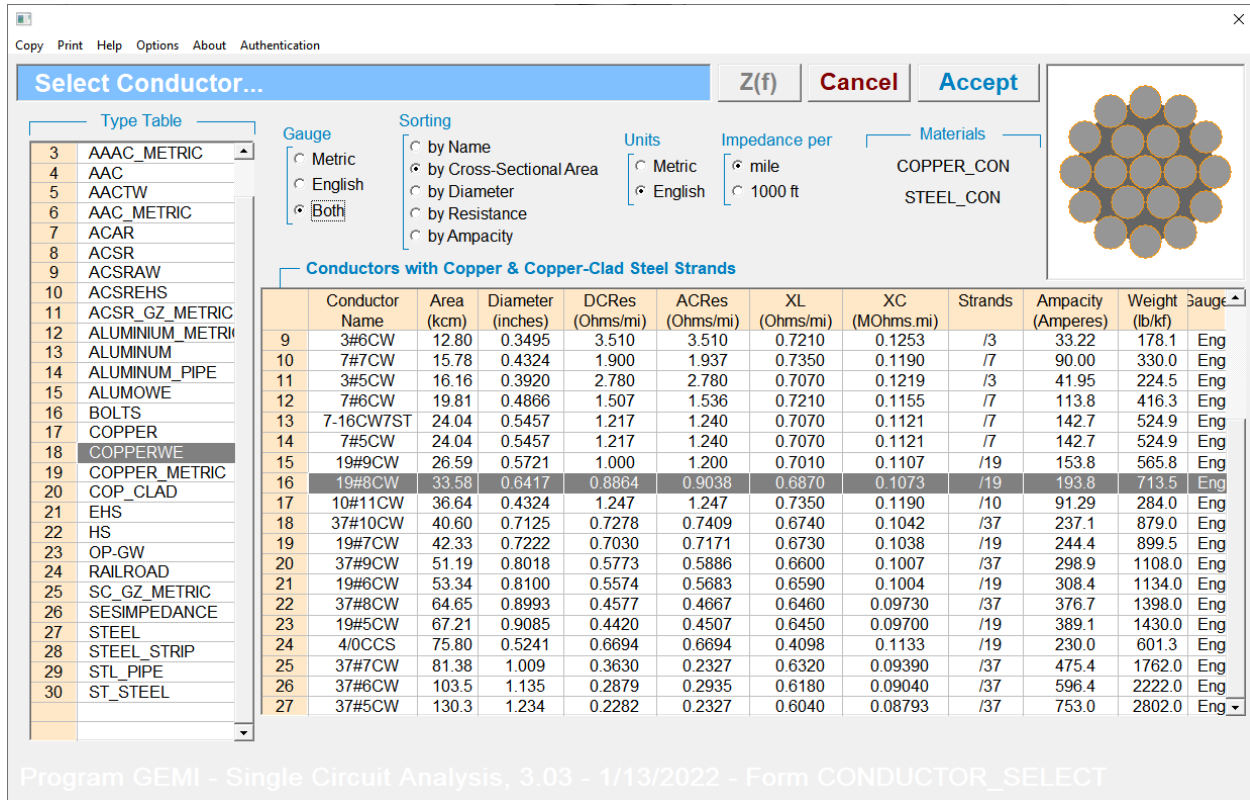 Copy Print Help Options About Authentication
Select Conductor...
Z(f)
Cancel
Accept
Type Table
3 AAAC_METRIC
4 AAC
5 AACTW
6 AAC_METRIC
7 ACAR
8 ACSR
9 ACSRAW
10 ACSREHS
11 ACSR_GZ_METRIC
12 ALUMINIUM_METRI
13 ALUMINUM
14 ALUMINUM_PIPE
15 ALUMOWE
16 BOLTS
17 COPPER
18 COPPERWE
19 COPPER_METRIC
20 COP_CLAD
21 EHS
22 HS
23 OP-GW
24 RAILROAD
25 SC_GZ_METRIC
26 SESIMPEDANCE
27 STEEL
28 STEEL_STRIP
29 STL_PIPE
30 ST_STEEL
Gauge
Metric
English
Both
Sorting
by Name
by Cross-Sectional Area
by Diameter
by Resistance
by Ampacity
Units
Metric
English
Impedance per
mile
1000 ft
Materials
COPPER_CON
STEEL_CON
Conductors with Copper & Copper-Clad Steel Strands
Conductor Area Diameter DCRes ACRes XL XC Strands Ampacity Weight Gauge
Name (kcm) (inches) (Ohms/mi) (Ohms/mi) (Ohms/mi) (MOhms.mi) (Amperes) (lb/kf)
9 3#6CW 12.80 0.3495 3.510 3.510 0.7210 0.1253 /3 33.22 178.1 Eng
10 7#7CW 15.78 0.4324 1.900 1.937 0.7350 0.1190 /7 90.00 330.0 Eng
11 3#5CW 16.16 0.3920 2.780 2.780 0.7070 0.1219 /3 41.95 224.5 Eng
12 7#6CW 19.81 0.4866 1.507 1.536 0.7210 0.1155 /7 113.8 416.3 Eng
13 7-16CW7ST 24.04 0.5457 1.217 1.240 0.7070 0.1121 /7 142.7 524.9 Eng
14 7#5CW 24.04 0.5457 1.217 1.240 0.7070 0.1121 /7 142.7 524.9 Eng
15 19#9CW 26.59 0.5721 1.000 1.200 0.7010 0.1107 /19 153.8 565.8 Eng
16 19#8CW 33.58 0.6417 0.8864 0.9038 0.6870 0.1073 /19 193.8 713.5 Eng
17 10#11CW 36.64 0.4324 1.247 1.247 0.7350 0.1190 /10 91.29 284.0 Eng
18 37#10CW 40.60 0.7125 0.7278 0.7409 0.6740 0.1042 /37 237.1 879.0 Eng
19 19#7CW 42.33 0.7222 0.7030 0.7171 0.6730 0.1038 /19 244.4 899.5 Eng
20 37#9CW 51.19 0.8018 0.5773 0.5886 0.6600 0.1007 /37 298.9 1108.0 Eng
21 19#6CW 53.34 0.8100 0.5574 0.5683 0.6590 0.1004 /19 308.4 1134.0 Eng
22 37#8CW 64.65 0.8993 0.4577 0.4667 0.6460 0.09730 /37 376.7 1398.0 Eng
23 19#5CW 67.21 0.9085 0.4420 0.4507 0.6450 0.09700 /19 389.1 1430.0 Eng
24 4/0CCS 75.80 0.5241 0.6694 0.6694 0.4098 0.1133 /19 230.0 601.3 Eng
25 37#7CW 81.38 1.009 0.3630 0.2327 0.6320 0.09390 /37 475.4 1762.0 Eng
26 37#6CW 103.5 1.135 0.2879 0.2935 0.6180 0.09040 /37 596.4 2222.0 Eng
27 37#5CW 130.3 1.234 0.2282 0.2327 0.6040 0.08793 /37 753.0 2802.0 Eng
Program GEMI - Single Circuit Analysis, 3.03 - 1/13/2022 - Form CONDUCTOR_SELECT